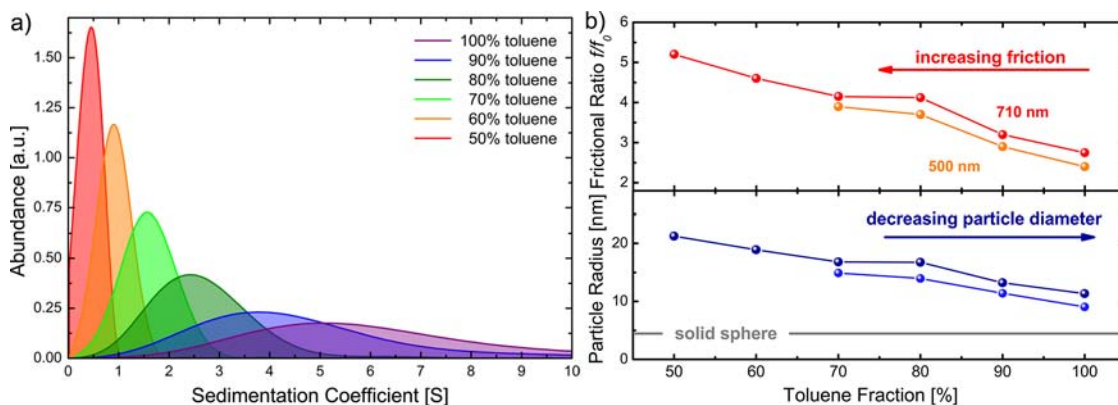 a)
Abundance [a.u.]
1.50
1.25
1.00
0.75
0.50
0.25
0.00
100% toluene
90% toluene
80% toluene
70% toluene
60% toluene
50% toluene
0 1 2 3 4 5 6 7 8 9 10
Sedimentation Coefficient [S]
b)
Frictional Ratio f/f₀
6
5
4
3
2
increasing friction
710 nm
500 nm
Particle Radius [nm]
20
10
0
decreasing particle diameter
solid sphere
50 60 70 80 90 100
Toluene Fraction [%]